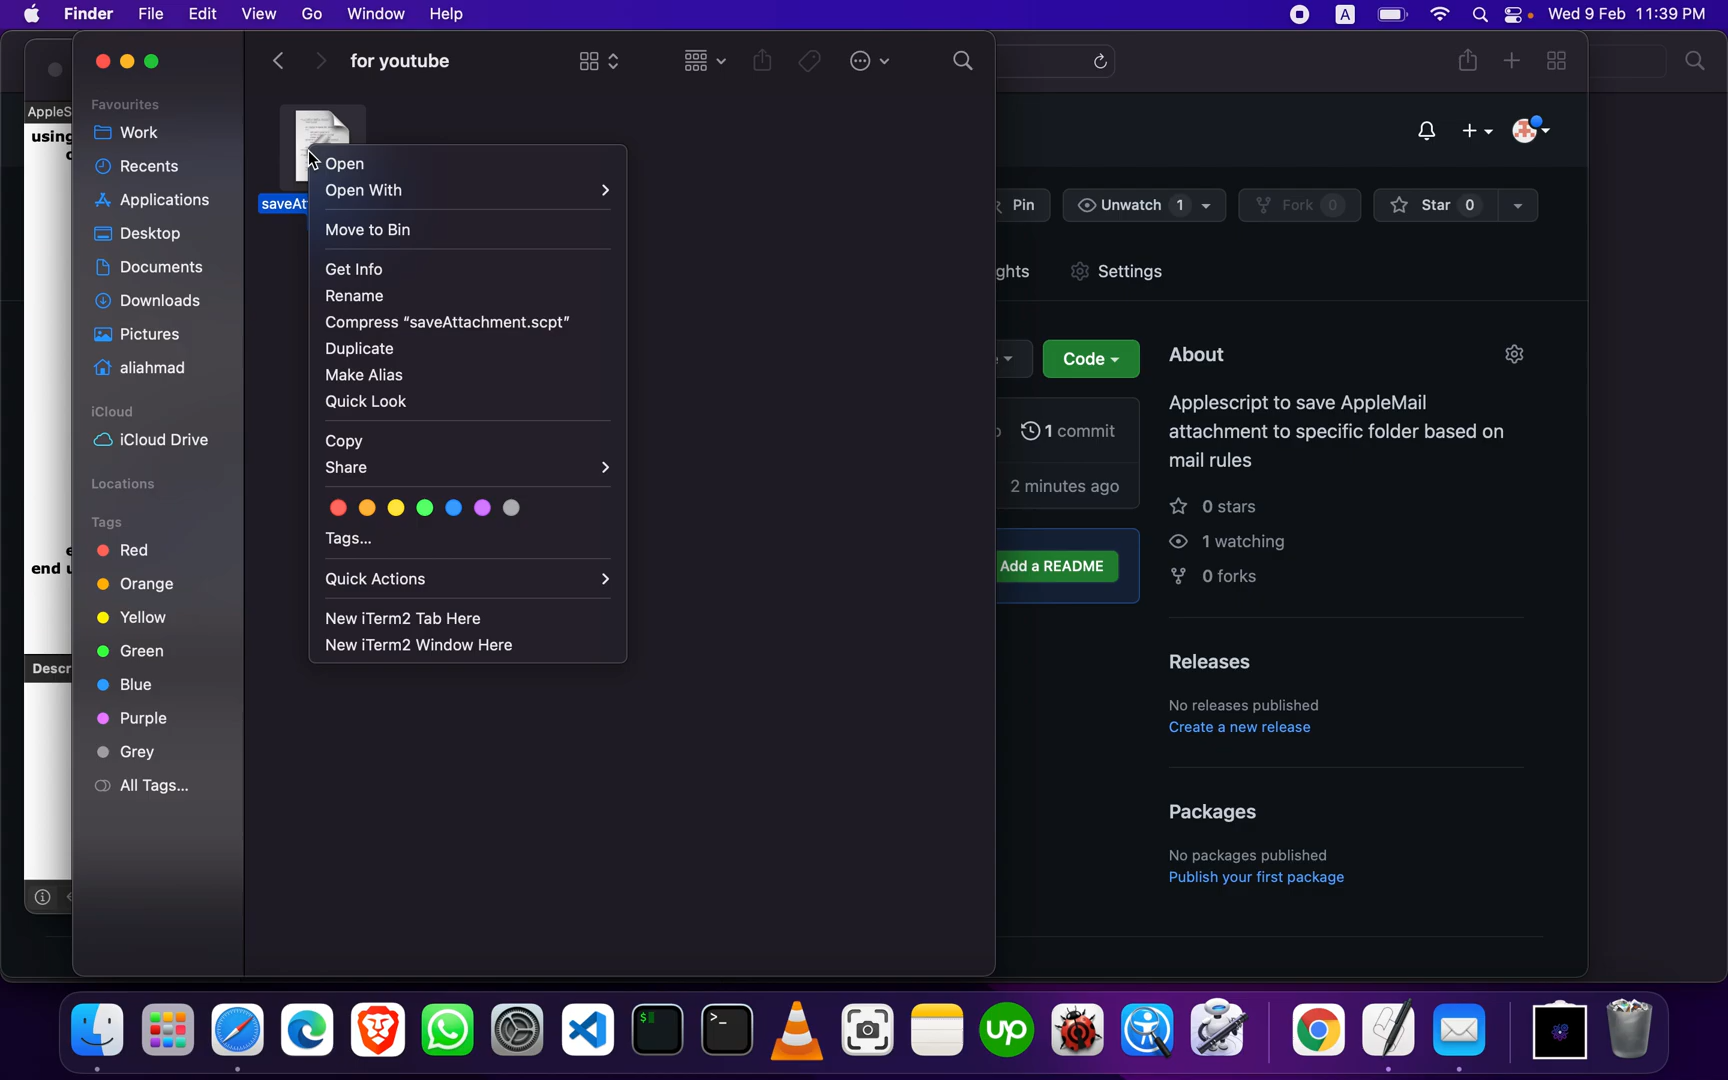 Finder File Edit View Go Window Help
A
Wed 9 Feb 11:39 PM
for youtube
Favourites
Work
Recents
Applications
Desktop
Documents
Downloads
Pictures
aliahmad
iCloud
iCloud Drive
Locations
Tags
Red
Orange
Yellow
Green
Blue
Purple
Grey
All Tags...
AppleS
using
end u
Descr
saveAt
Open
Open With
Move to Bin
Get Info
Rename
Compress “saveAttachment.scpt”
Duplicate
Make Alias
Quick Look
Copy
Share
Tags...
Quick Actions
New iTerm2 Tab Here
New iTerm2 Window Here
Pin
Unwatch 1
Fork 0
Star 0
ghts
Settings
Code
1 commit
2 minutes ago
Add a README
About
Applescript to save AppleMail
attachment to specific folder based on
mail rules
0 stars
1 watching
0 forks
Releases
No releases published
Create a new release
Packages
No packages published
Publish your first package
up